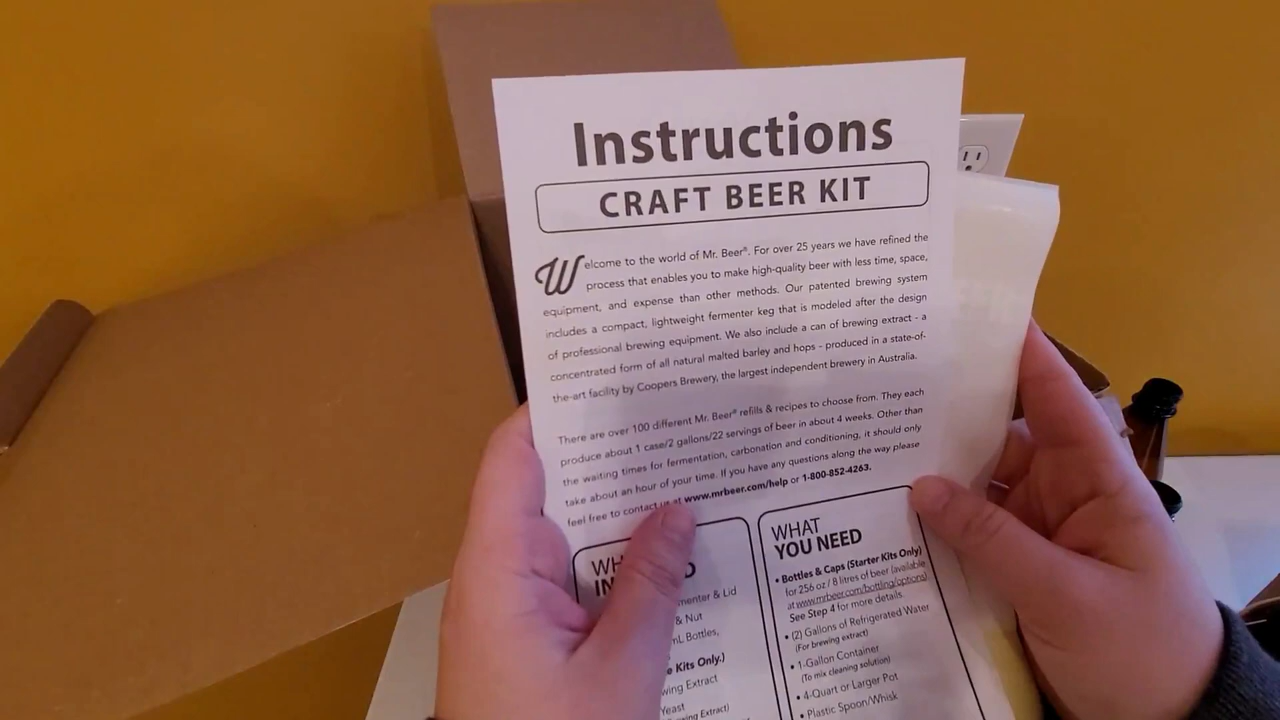 Instructions
CRAFT BEER KIT
Welcome to the world of Mr. Beer®. For over 25 years we have refined the
process that enables you to make high-quality beer with less time, space,
equipment, and expense than other methods. Our patented brewing system
includes a compact, lightweight fermenter keg that is modeled after the design
of professional brewing equipment. We also include a can of brewing extract - a
concentrated form of all natural malted barley and hops - produced in a state-of-
the-art facility by Coopers Brewery, the largest independent brewery in Australia.
There are over 100 different Mr. Beer® refills & recipes to choose from. They each
produce about 1 case/2 gallons/22 servings of beer in about 4 weeks. Other than
the waiting times for fermentation, carbonation and conditioning, it should only
take about an hour of your time. If you have any questions along the way please
feel free to contact us at www.mrbeer.com/help or 1-800-852-4263.
& Lid
& Nut
Bottles,
Kits Only.)
Extract
Yeast
Extract)
WHAT
YOU NEED
• Bottles & Caps (Starter Kits Only)
for 256 oz / 8 litres of beer (available
at www.mrbeer.com/bottling/options).
See Step 4 for more details.
• (2) Gallons of Refrigerated Water
(For brewing extract)
• 1-Gallon Container
(To mix cleaning solution)
• 4-Quart or Larger Pot
• Plastic Spoon/Whisk